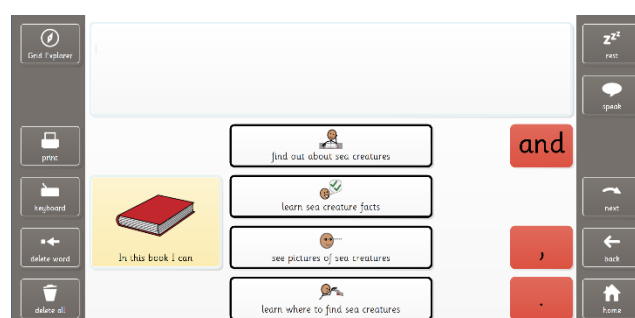 Grid Explorer
zzz
rest
speak
print
find out about sea creatures
and
keyboard
In this book I can
learn sea creature facts
next
delete word
see pictures of sea creatures
,
back
delete all
learn where to find sea creatures
.
home